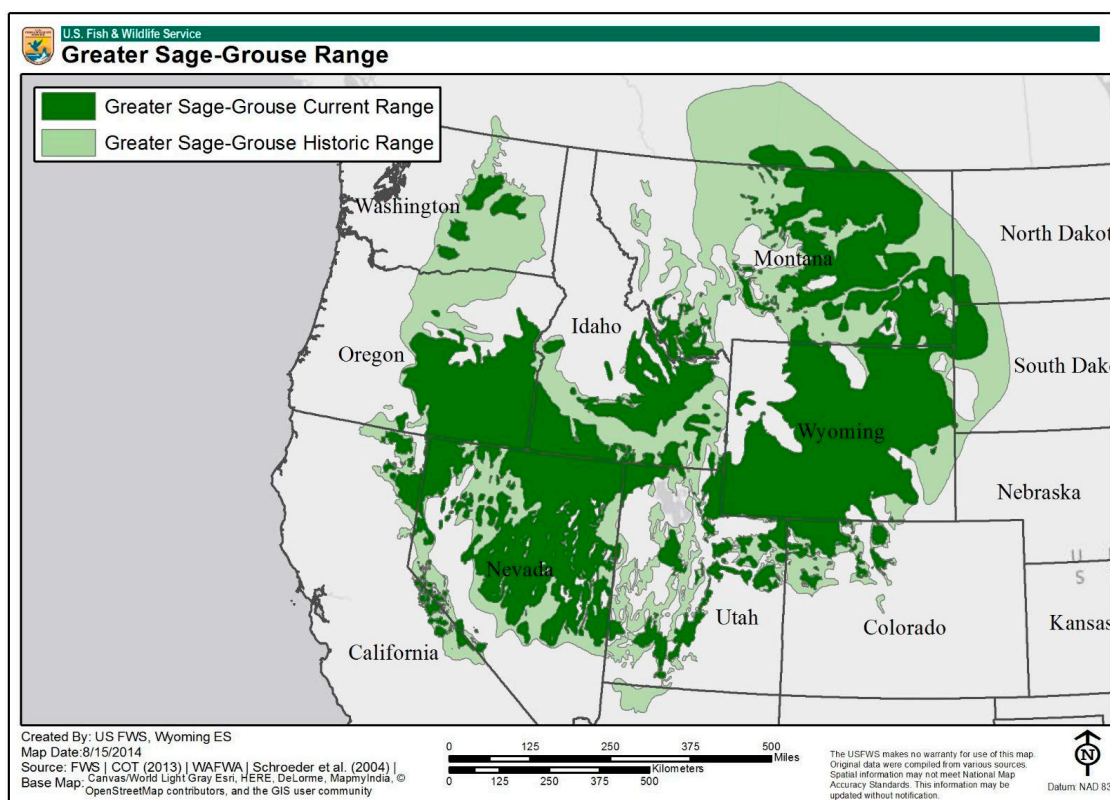 U.S. Fish & Wildlife Service
Greater Sage-Grouse Range
Greater Sage-Grouse Current Range
Greater Sage-Grouse Historic Range
Washington
Montana
North Dakot
Oregon
Idaho
South Dak
Wyoming
Nebraska
Nevada
Utah
Colorado
Kansas
California
U
S
Created By: US FWS, Wyoming ES
Map Date:8/15/2014
Source: FWS | COT (2013) | WAFWA | Schroeder et al. (2004) |
Base Map: Canvas/World Light Gray Esri, HERE, DeLorme, MapmyIndia, ©
OpenStreetMap contributors, and the GIS user community
0 125 250 375 500
Miles
Kilometers
0 125 250 375 500
The USFWS makes no warranty for use of this map.
Original data were compiled from various sources.
Spatial information may not meet National Map
Accuracy Standards. This information may be
updated without notification.
N
Datum: NAD 83